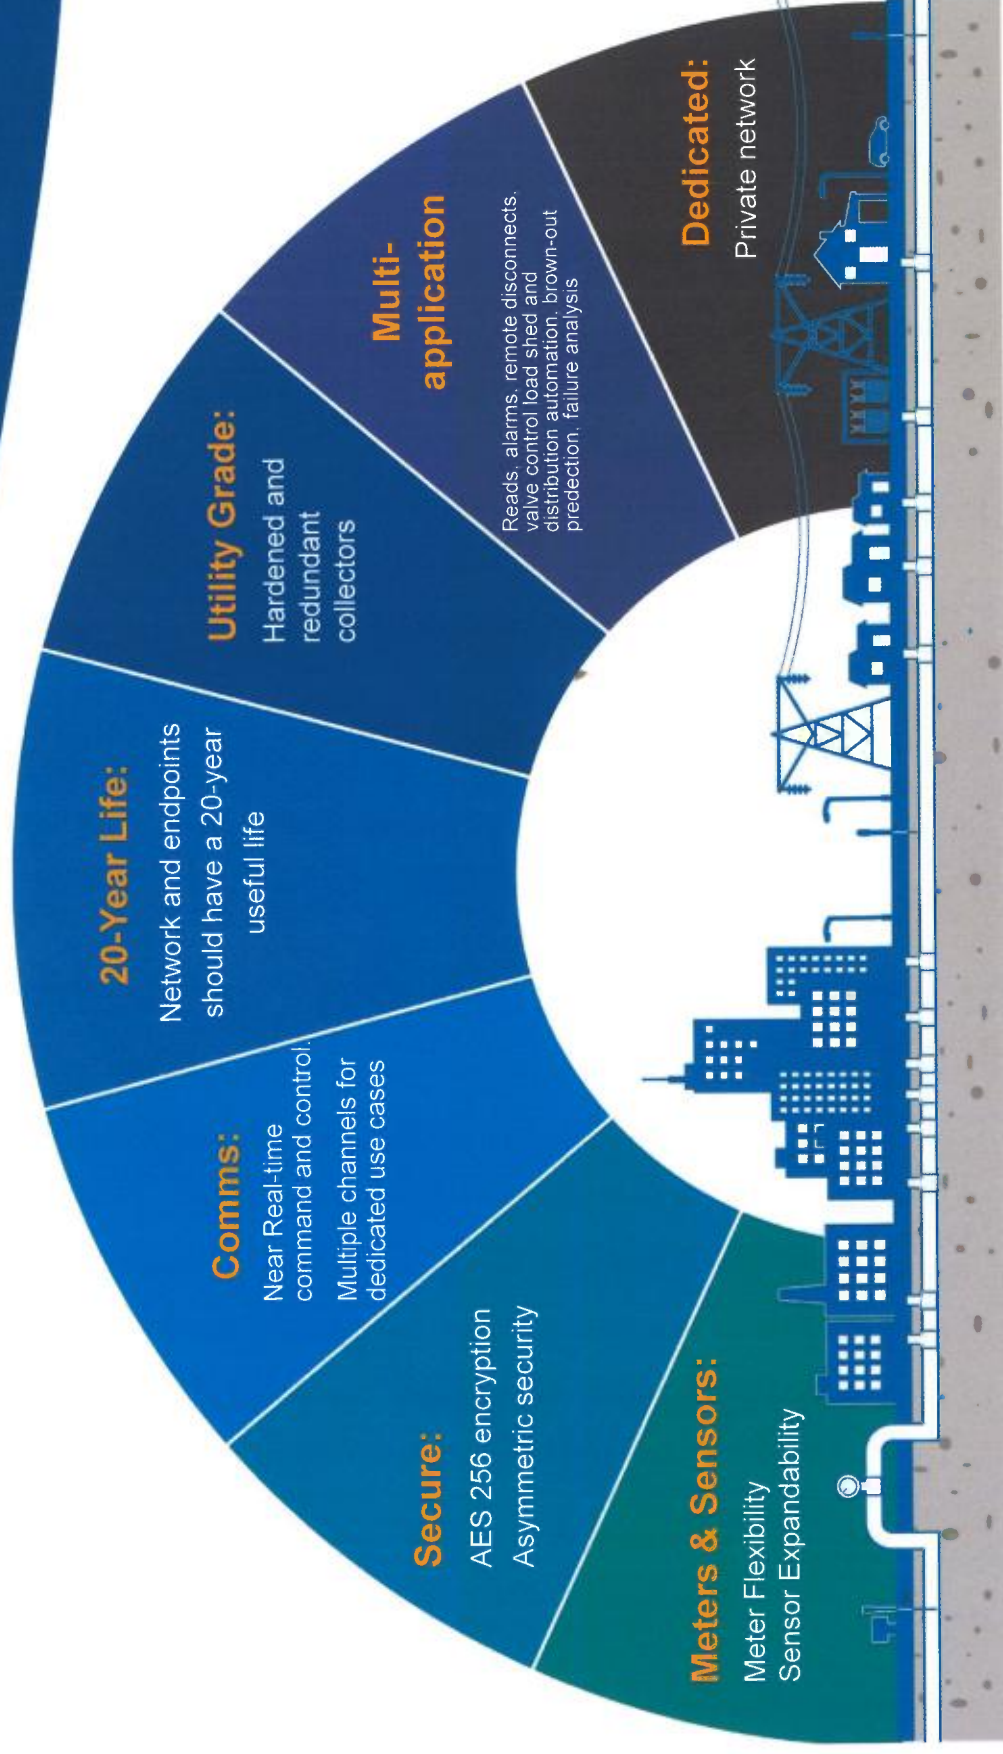 Meters & Sensors:
Meter Flexibility
Sensor Expandability
Secure:
AES 256 encryption
Asymmetric security
Comms:
Near Real-time
command and control.
Multiple channels for
dedicated use cases
20-Year Life:
Network and endpoints
should have a 20-year
useful life
Utility Grade:
Hardened and
redundant
collectors
Multi-
application
Reads, alarms, remote disconnects,
valve control load shed and
distribution automation, brown-out
predection, failure analysis
Dedicated:
Private network